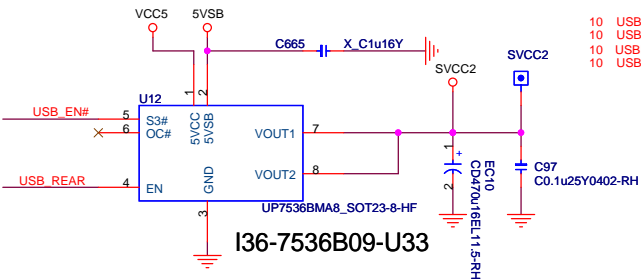 VCC5
5VSB
10 USB
10 USB
10 USB
10 USB
C665
X_C1u16Y
SVCC2
SVCC2
U12
1
2
USB_EN#
5
S3#
6
OC#
5VCC
5VSB
VOUT1
7
VOUT2
8
USB_REAR
4
EN
GND
3
UP7536BMA8_SOT23-8-HF
1
+
2
EC10
CD470u16EL11.5-RH
C97
C0.1u25Y0402-RH
I36-7536B09-U33